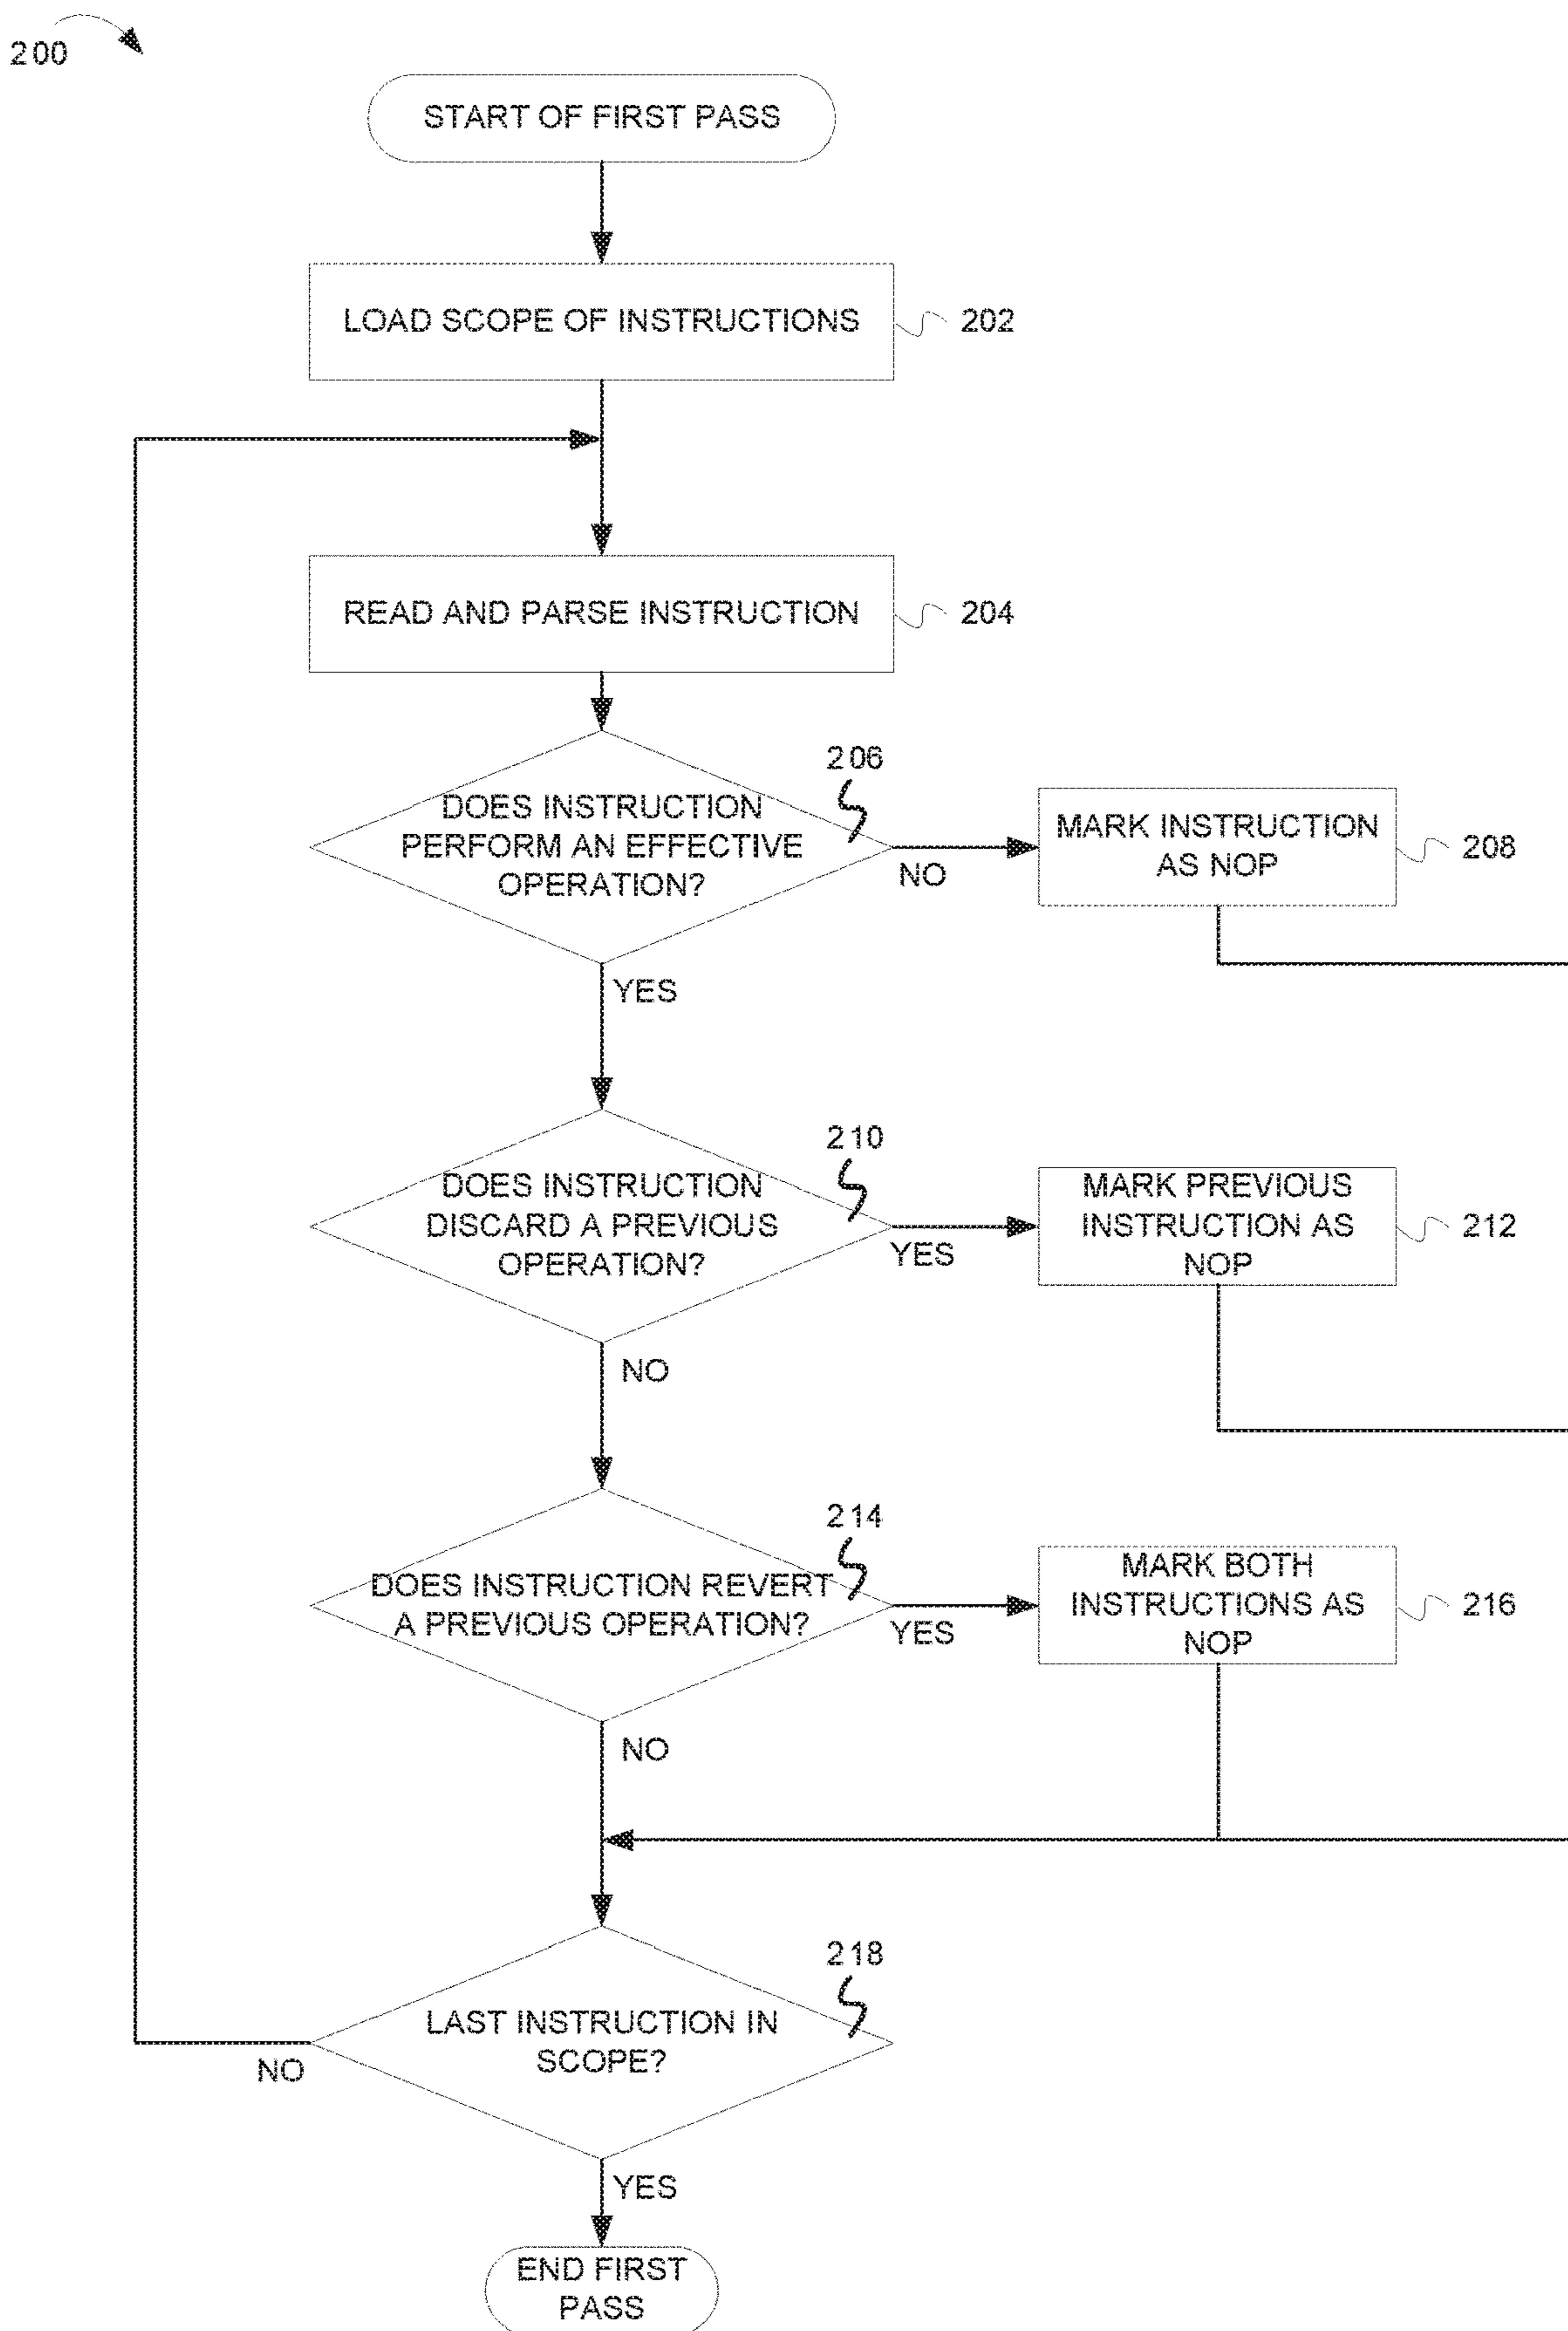 200
START OF FIRST PASS
LOAD SCOPE OF INSTRUCTIONS
202
READ AND PARSE INSTRUCTION
204
206
DOES INSTRUCTION
PERFORM AN EFFECTIVE
OPERATION?
NO
MARK INSTRUCTION
AS NOP
208
YES
210
DOES INSTRUCTION
DISCARD A PREVIOUS
OPERATION?
YES
MARK PREVIOUS
INSTRUCTION AS
NOP
212
NO
214
DOES INSTRUCTION REVERT
A PREVIOUS OPERATION?
YES
MARK BOTH
INSTRUCTIONS AS
NOP
216
NO
218
LAST INSTRUCTION IN
SCOPE?
NO
YES
END FIRST
PASS